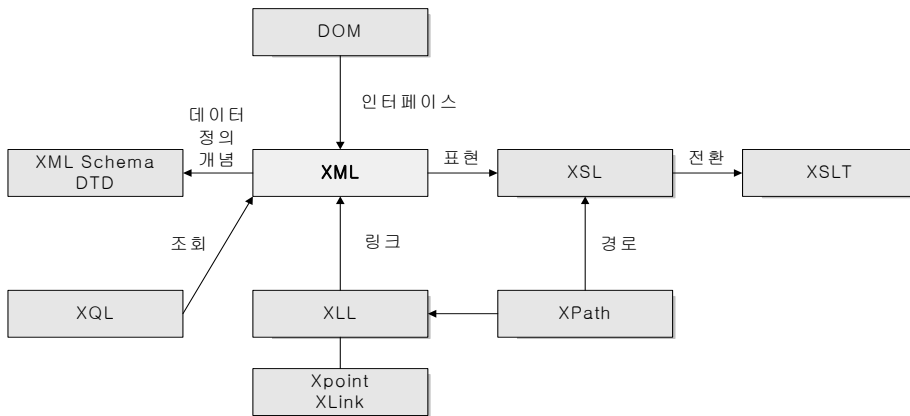 DOM
인터페이스
데이터
정의
개념
XML Schema
DTD
XML
표현
XSL
전환
XSLT
조회
링크
경로
XQL
XLL
XPath
Xpoint
XLink